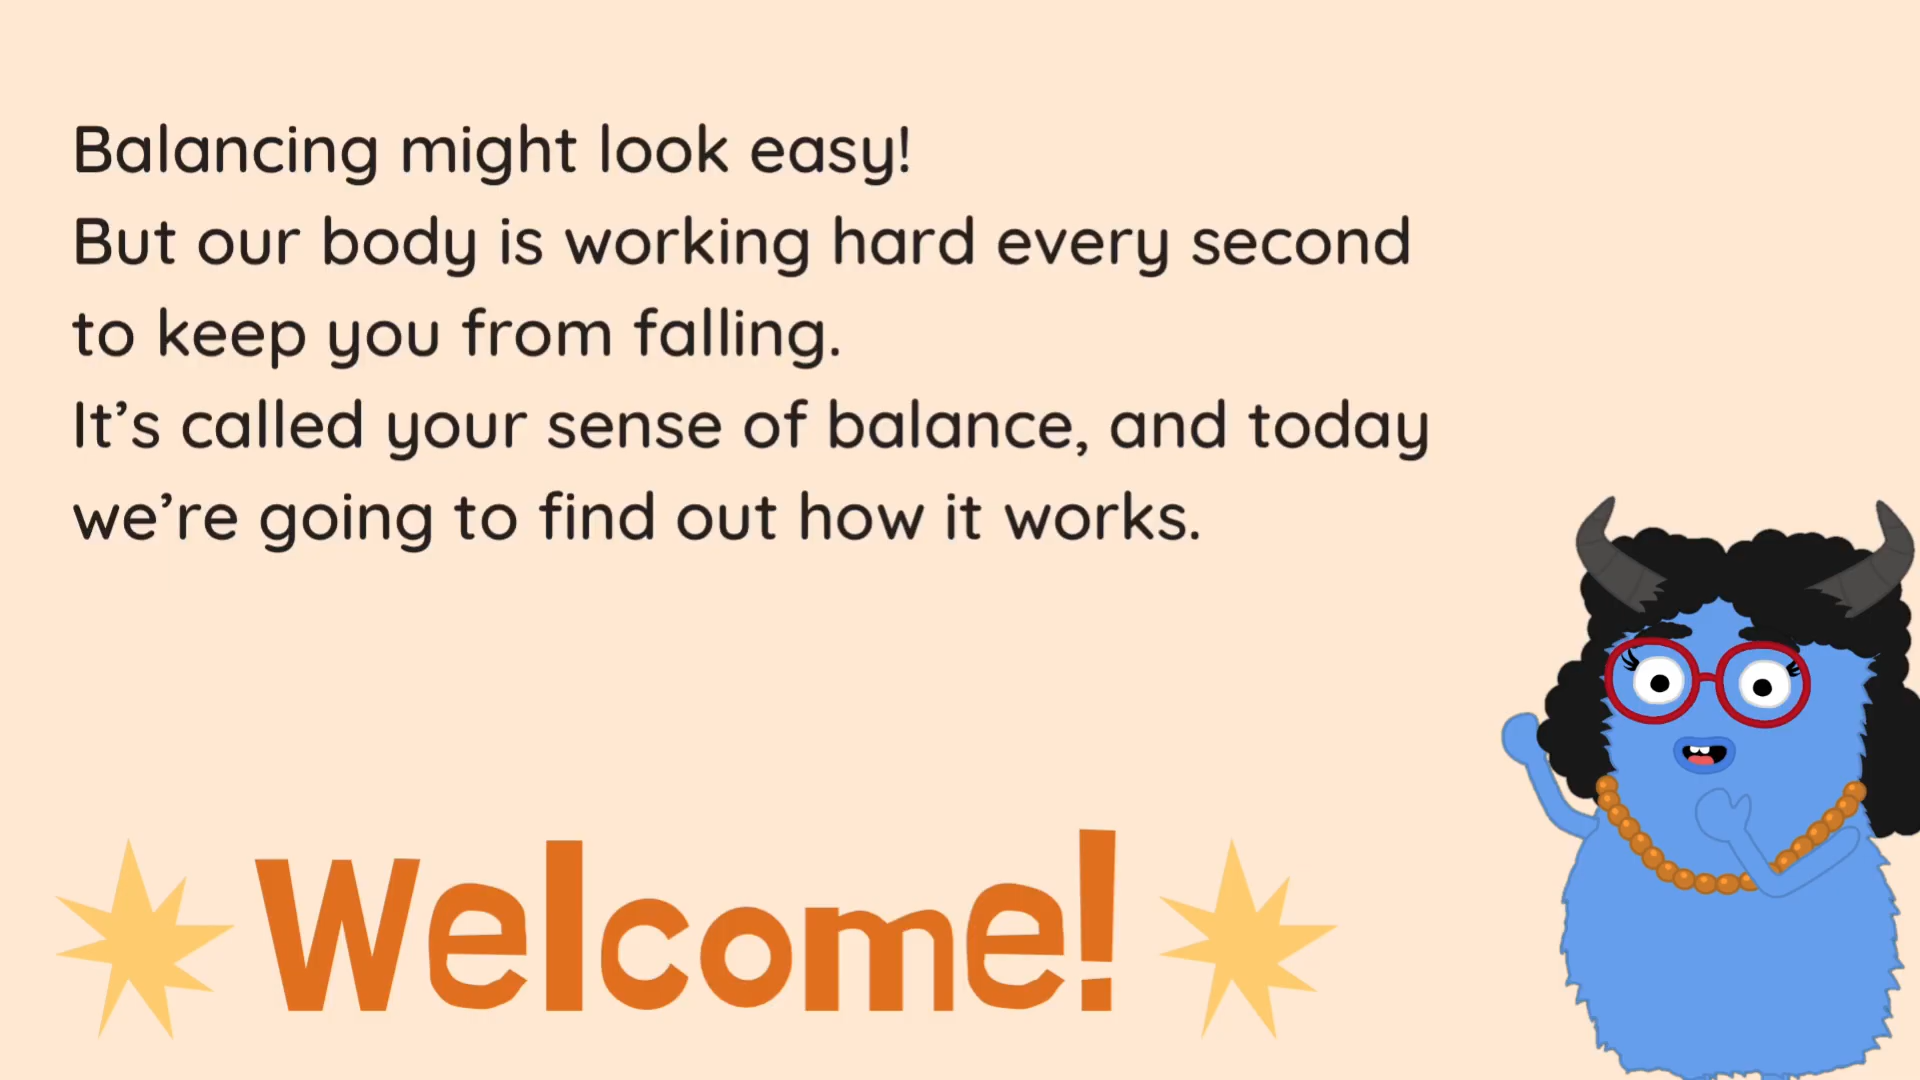 Balancing might look easy!
But our body is working hard every second
to keep you from falling.
It’s called your sense of balance, and today
we’re going to find out how it works.
Welcome!